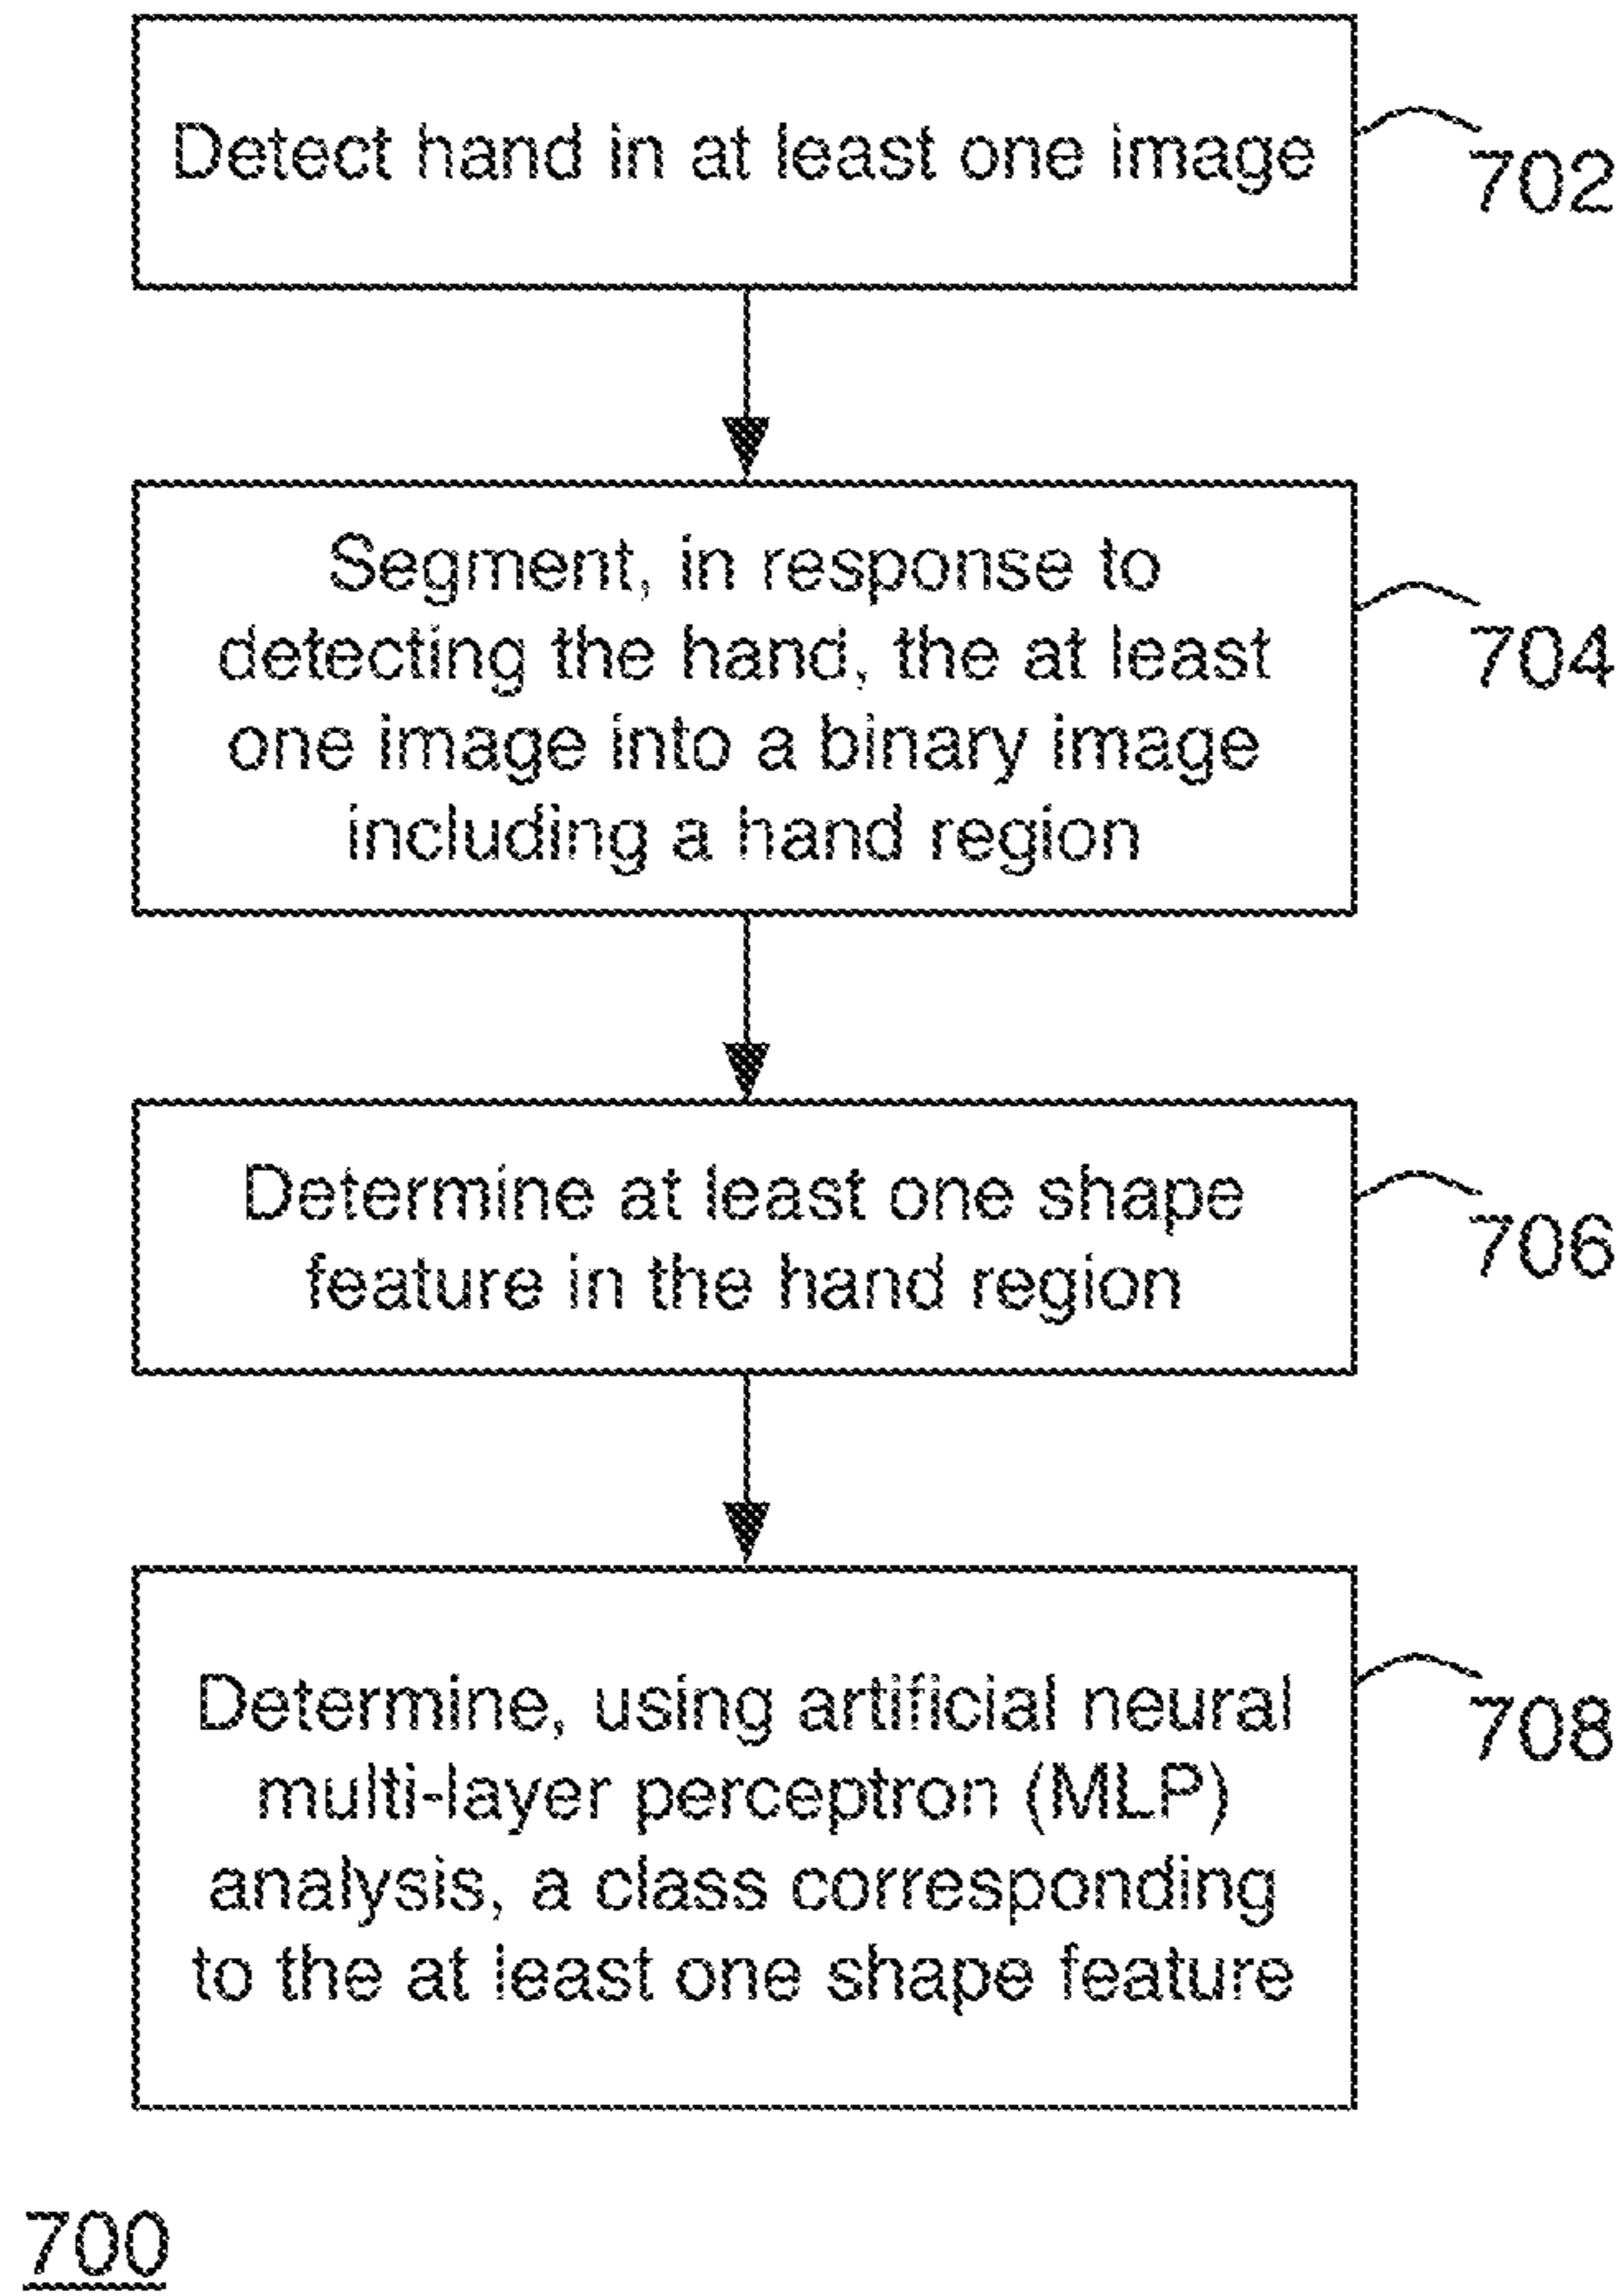 Detect hand in at least one image
702
Segment, in response to
detecting the hand, the at least
one image into a binary image
including a hand region
704
Determine at least one shape
feature in the hand region
706
Determine, using artificial neural
multi-layer perceptron (MLP)
analysis, a class corresponding
to the at least one shape feature
708
700